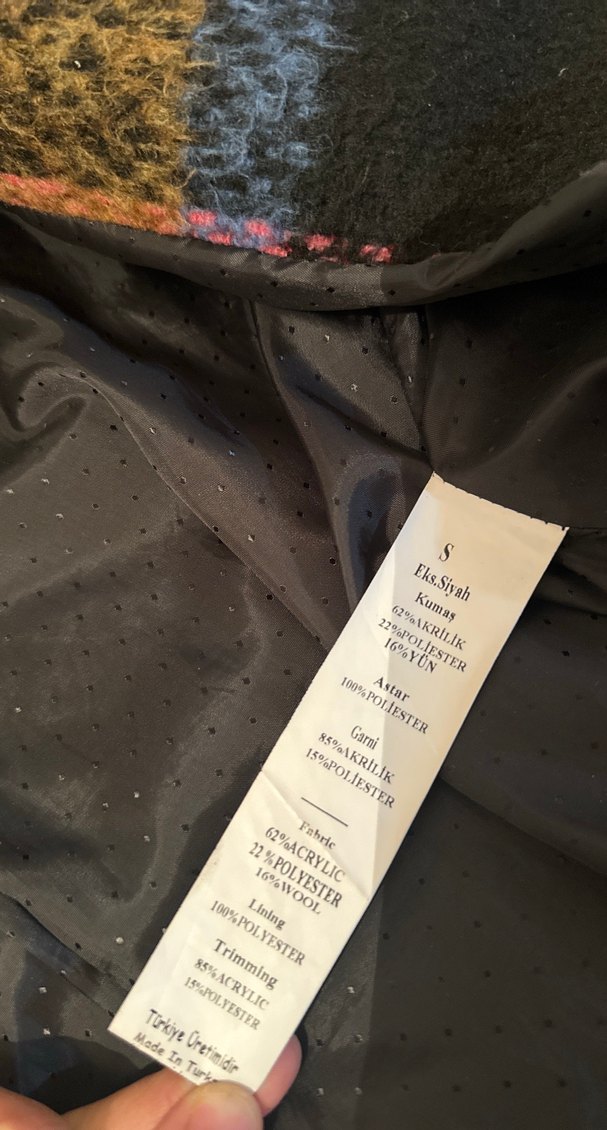 S
Eks.Siyah
Kumaş
62%AKRİLİK
22%POLİESTER
16%YÜN
Astar
100%POLİESTER
Garni
85%AKRİLİK
15%POLİESTER
Fabric
62%ACRYLIC
22%POLYESTER
16%WOOL
Lining
100%POLYESTER
Trimming
85%ACRYLIC
15%POLYESTER
Türkiye Üretimidir
Made In